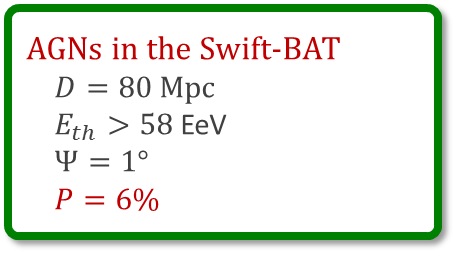 AGNs in the Swift-BAT
D = 80 Mpc
E_th > 58 EeV
Ψ = 1°
P = 6%